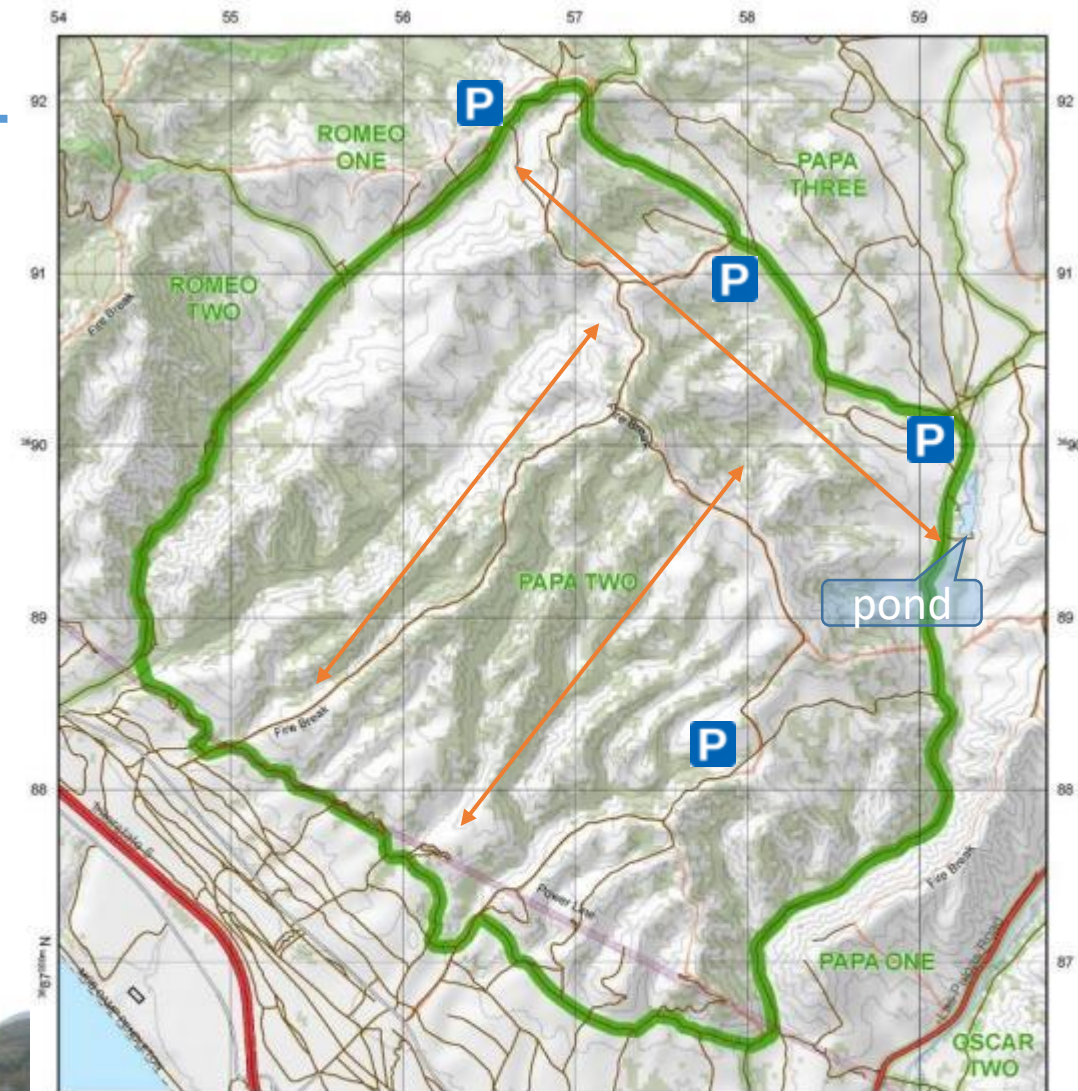 54 55 56 57 58 59
92 P 92
ROMEO
ONE
PAPA
THREE
91 P 91
ROMEO
TWO
Fire Break
Fire Break
90 P
pond
PAPA TWO
89 89
Fire Break
P
88 88
Fire Break
Power Line
PAPA ONE
87 87
OSCAR
TWO